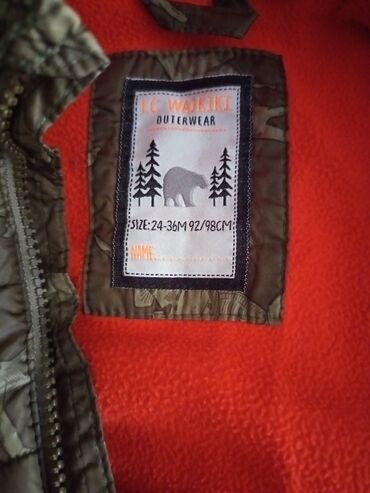 LC WAIKIKI
OUTERWEAR
SIZE: 24-36M 92/98CM
NAME